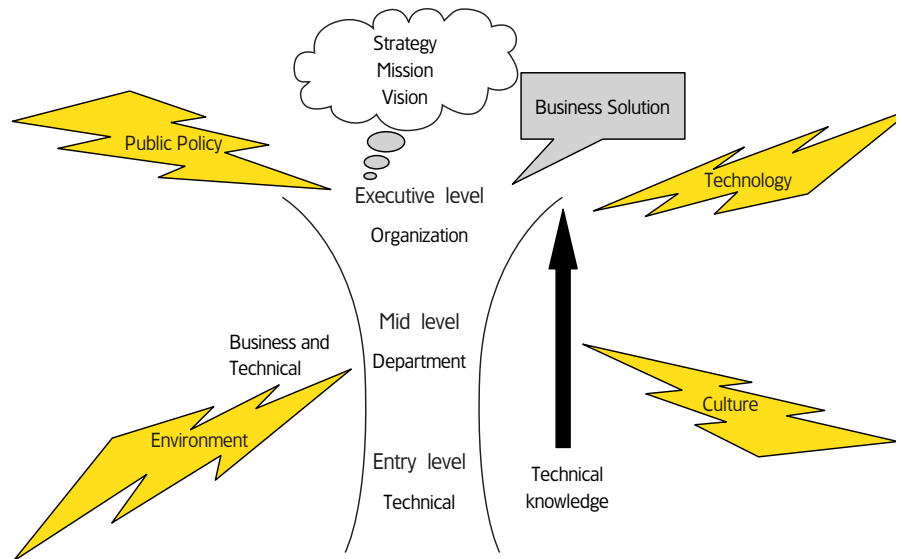 Strategy
Mission
Vision
Business Solution
Public Policy
Technology
Executive level
Organization
Mid level
Department
Business and
Technical
Culture
Environment
Entry level
Technical
Technical
knowledge